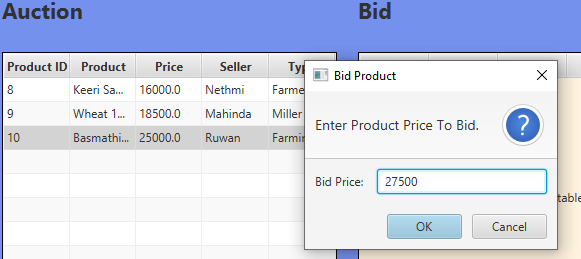 Auction
Bid
Product ID Product Price Seller Typ
8 Keeri Sa... 16000.0 Nethmi Farme
9 Wheat 1... 18500.0 Mahinda Miller
10 Basmathi... 25000.0 Ruwan Farmin
Bid Product
Enter Product Price To Bid.
?
Bid Price: 27500
OK Cancel
table